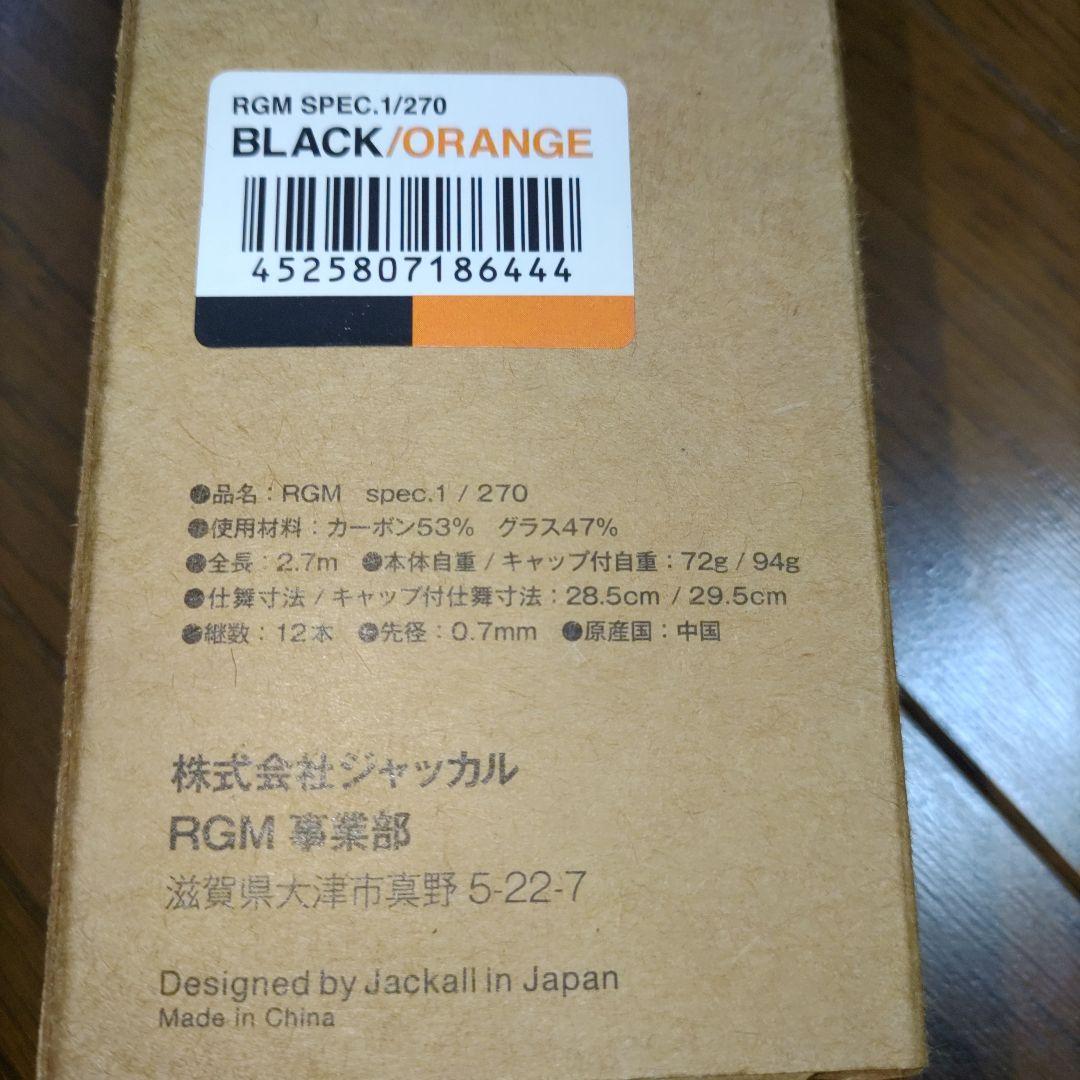 RGM SPEC.1/270
BLACK/ORANGE
4525807186444
●品名：RGM spec.1 / 270
●使用材料：カーボン53% グラス47%
●全長：2.7m ●本体自重 / キャップ付自重：72g / 94g
●仕舞寸法 / キャップ付仕舞寸法：28.5cm / 29.5cm
●継数：12本 ●先径：0.7mm ●原産国：中国
株式会社ジャッカル
RGM 事業部
滋賀県大津市真野 5-22-7
Designed by Jackall in Japan
Made in China